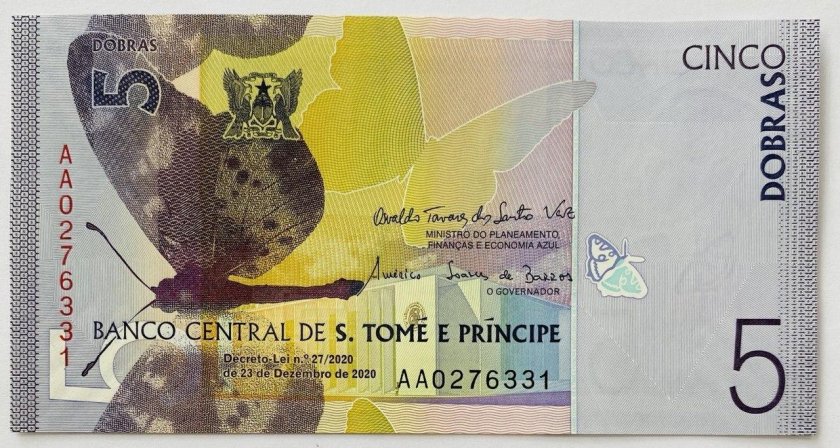 DOBRAS
5
CINCO
DOBRAS
AA0276331
Osvaldo Tavares dos Santos Vaz
MINISTRO DO PLANEAMENTO,
FINANÇAS E ECONOMIA AZUL
Américo Soares de Barros
O GOVERNADOR
BANCO CENTRAL DE S. TOMÉ E PRÍNCIPE
Decreto-Lei n.º 27/2020
de 23 de Dezembro de 2020
AA0276331
5